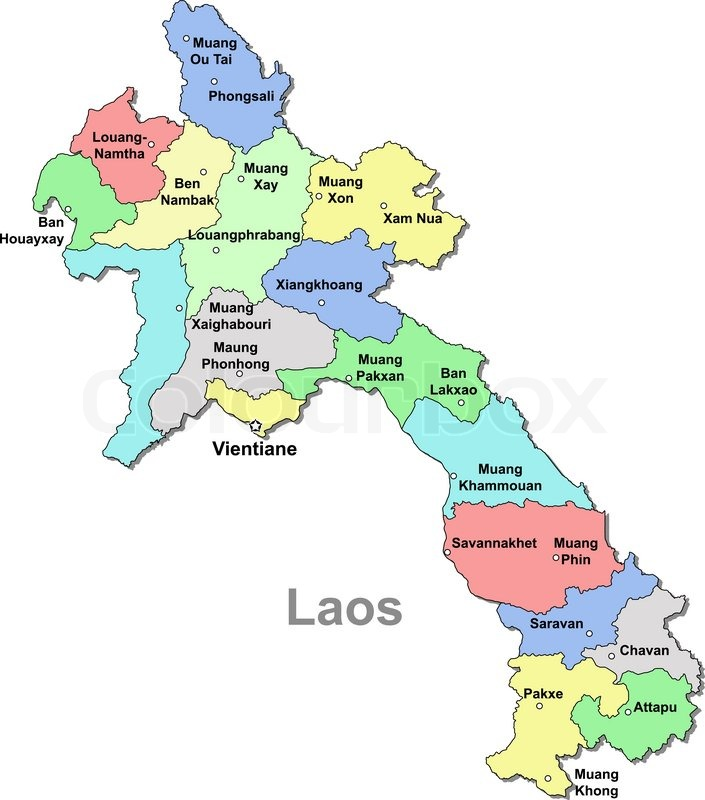 Muang
Ou Tai
Phongsali
Louang-
Namtha
Ben
Nambak
Muang
Xay
Muang
Xon
Xam Nua
Ban
Houayxay
Louangphrabang
Xiangkhoang
Muang
Xaighabouri
Maung
Phonhong
Muang
Pakxan
Ban
Lakxao
colourbox
Vientiane
Muang
Khammouan
Savannakhet
Muang
Phin
Laos
Saravan
Chavan
Pakxe
Attapu
Muang
Khong